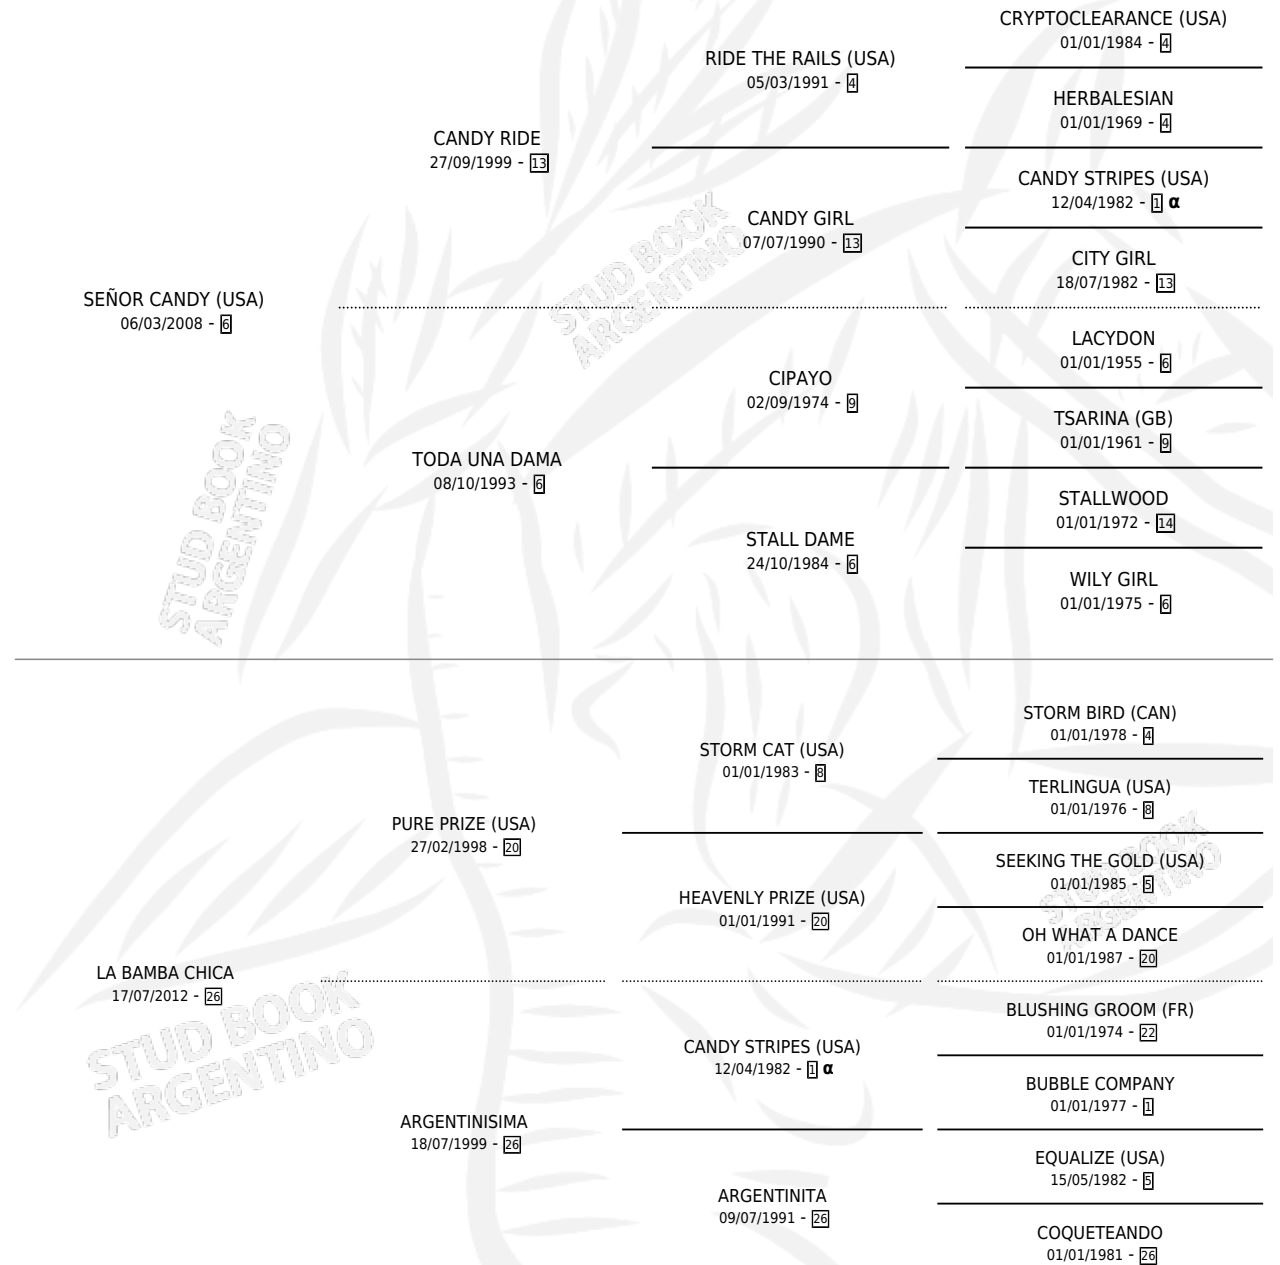 CRYPTOCLEARANCE (USA)
01/01/1984 - 4
RIDE THE RAILS (USA)
05/03/1991 - 4
HERBALESIAN
01/01/1969 - 4
CANDY RIDE
27/09/1999 - 13
CANDY STRIPES (USA)
12/04/1982 - 1 α
CANDY GIRL
07/07/1990 - 13
CITY GIRL
18/07/1982 - 13
SEÑOR CANDY (USA)
06/03/2008 - 6
LACYDON
01/01/1955 - 6
CIPAYO
02/09/1974 - 9
TSARINA (GB)
01/01/1961 - 9
TODA UNA DAMA
08/10/1993 - 6
STALLWOOD
01/01/1972 - 14
STALL DAME
24/10/1984 - 6
WILY GIRL
01/01/1975 - 6
STORM BIRD (CAN)
01/01/1978 - 4
STORM CAT (USA)
01/01/1983 - 8
TERLINGUA (USA)
01/01/1976 - 8
PURE PRIZE (USA)
27/02/1998 - 20
SEEKING THE GOLD (USA)
01/01/1985 - 5
HEAVENLY PRIZE (USA)
01/01/1991 - 20
OH WHAT A DANCE
01/01/1987 - 20
LA BAMBA CHICA
17/07/2012 - 26
BLUSHING GROOM (FR)
01/01/1974 - 22
CANDY STRIPES (USA)
12/04/1982 - 1 α
BUBBLE COMPANY
01/01/1977 - 1
ARGENTINISIMA
18/07/1999 - 26
EQUALIZE (USA)
15/05/1982 - 5
ARGENTINITA
09/07/1991 - 26
COQUETEANDO
01/01/1981 - 26
STUD BOOK
ARGENTINO
STUD BOOK
ARGENTINO
STUD BOOK
ARGENTINO
STUD BOOK
ARGENTINO